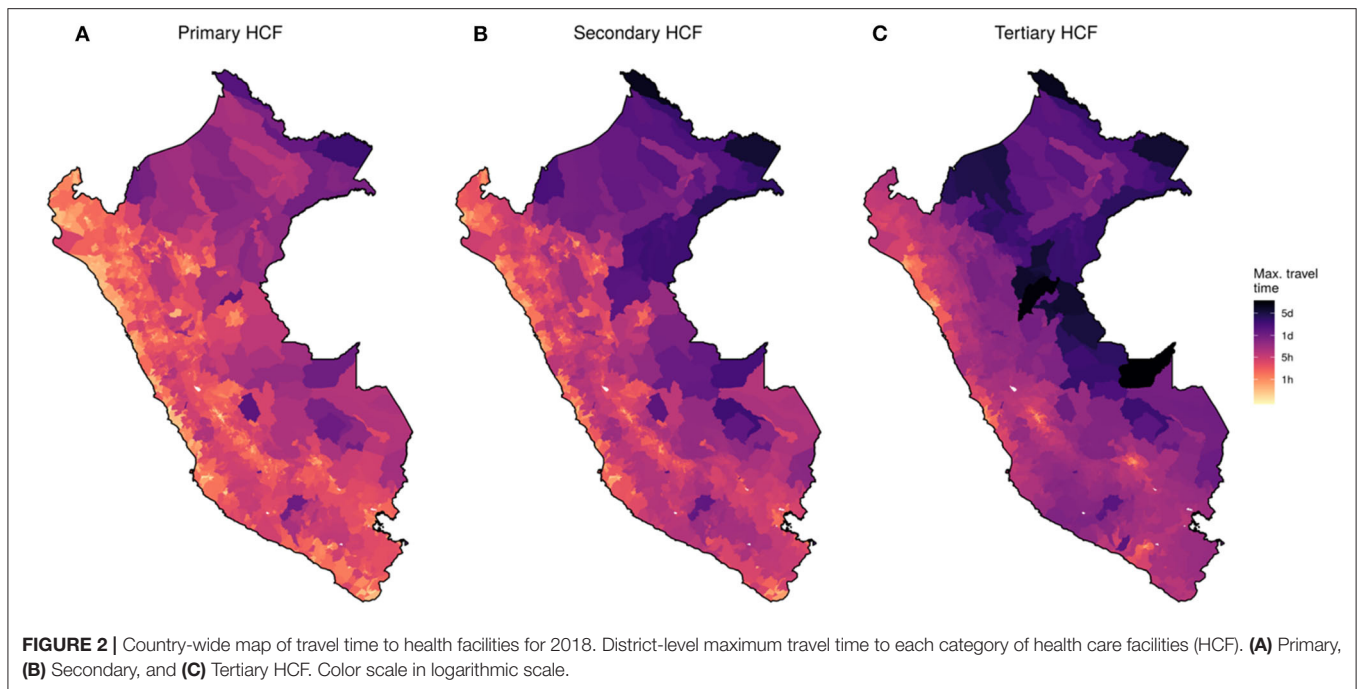 A Primary HCF
B Secondary HCF
C Tertiary HCF
Max. travel
time
5d
1d
5h
1h
FIGURE 2 | Country-wide map of travel time to health facilities for 2018. District-level maximum travel time to each category of health care facilities (HCF). (A) Primary,
(B) Secondary, and (C) Tertiary HCF. Color scale in logarithmic scale.